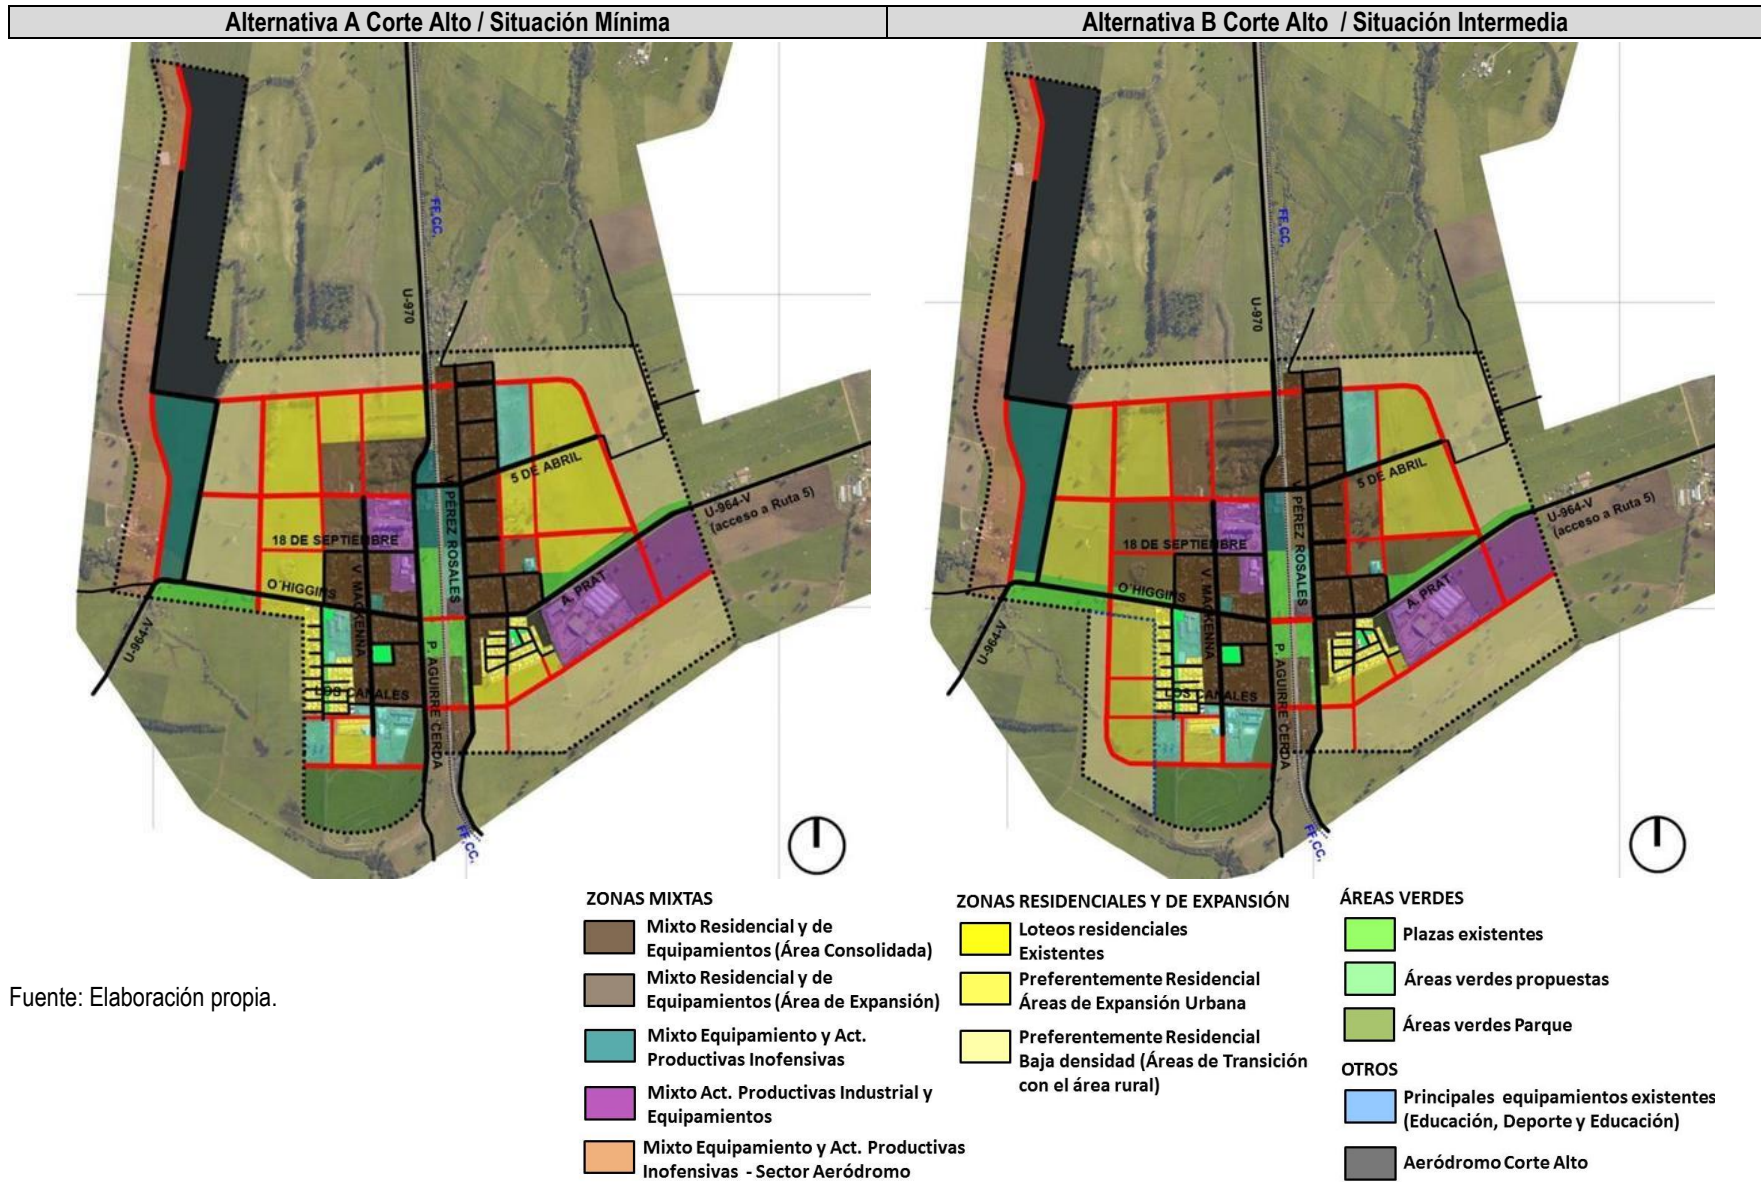 Alternativa A Corte Alto / Situación Mínima
Alternativa B Corte Alto / Situación Intermedia
FF.CC.
U-970
5 DE ABRIL
U-964-V
(acceso a Ruta 5)
V. PÉREZ ROSALES
18 DE SEPTIEMBRE
O´HIGGINS
V. MACKENNA
A. PRAT
U-964-V
LOS CANALES
P. AGUIRRE CERDA
FF.CC.
FF.CC.
U-970
5 DE ABRIL
U-964-V
(acceso a Ruta 5)
V. PÉREZ ROSALES
18 DE SEPTIEMBRE
O´HIGGINS
V. MACKENNA
A. PRAT
U-964-V
LOS CANALES
P. AGUIRRE CERDA
FF.CC.
Fuente: Elaboración propia.
ZONAS MIXTAS
Mixto Residencial y de
Equipamientos (Área Consolidada)
Mixto Residencial y de
Equipamientos (Área de Expansión)
Mixto Equipamiento y Act.
Productivas Inofensivas
Mixto Act. Productivas Industrial y
Equipamientos
Mixto Equipamiento y Act. Productivas
Inofensivas - Sector Aeródromo
ZONAS RESIDENCIALES Y DE EXPANSIÓN
Loteos residenciales
Existentes
Preferentemente Residencial
Áreas de Expansión Urbana
Preferentemente Residencial
Baja densidad (Áreas de Transición
con el área rural)
ÁREAS VERDES
Plazas existentes
Áreas verdes propuestas
Áreas verdes Parque
OTROS
Principales equipamientos existentes
(Educación, Deporte y Educación)
Aeródromo Corte Alto